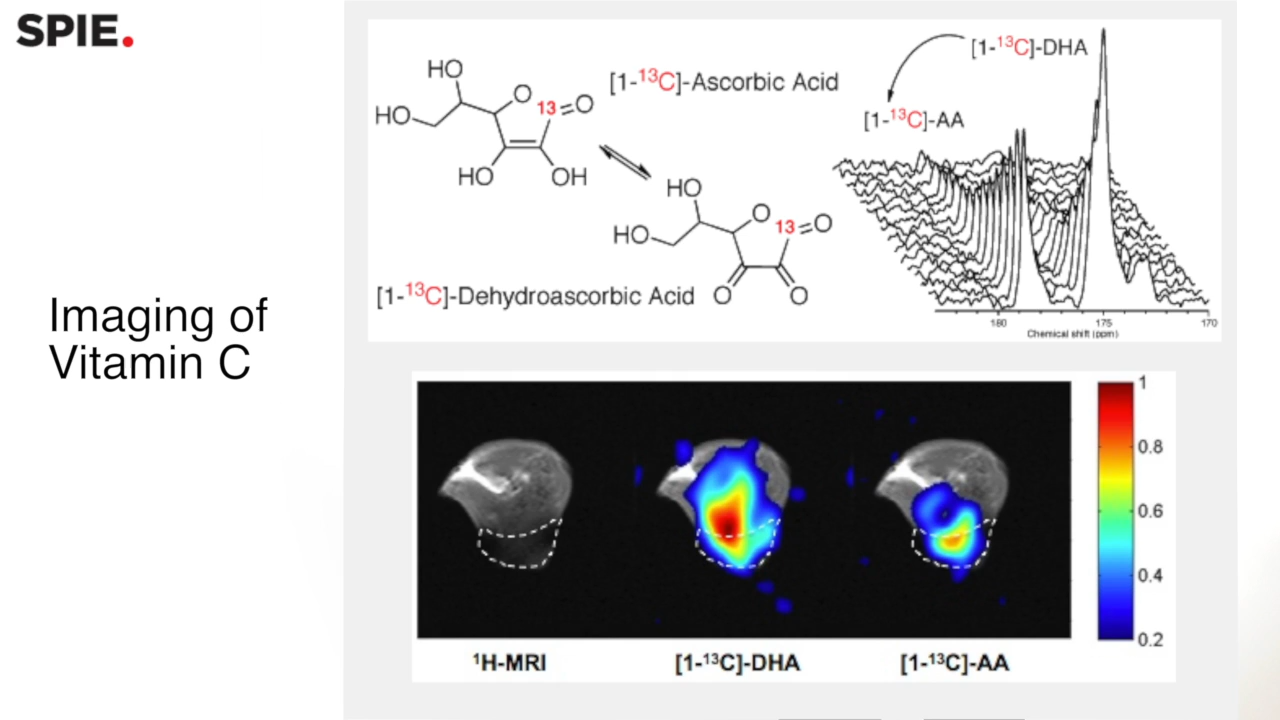 SPIE.
Imaging of
Vitamin C
HO
HO
O
13
O
HO
OH
[1-13C]-Ascorbic Acid
HO
HO
O
13
O
O
O
[1-13C]-Dehydroascorbic Acid
[1-13C]-DHA
[1-13C]-AA
180
175
170
Chemical shift (ppm)
1
0.8
0.6
0.4
0.2
¹H-MRI
[1-¹³C]-DHA
[1-¹³C]-AA